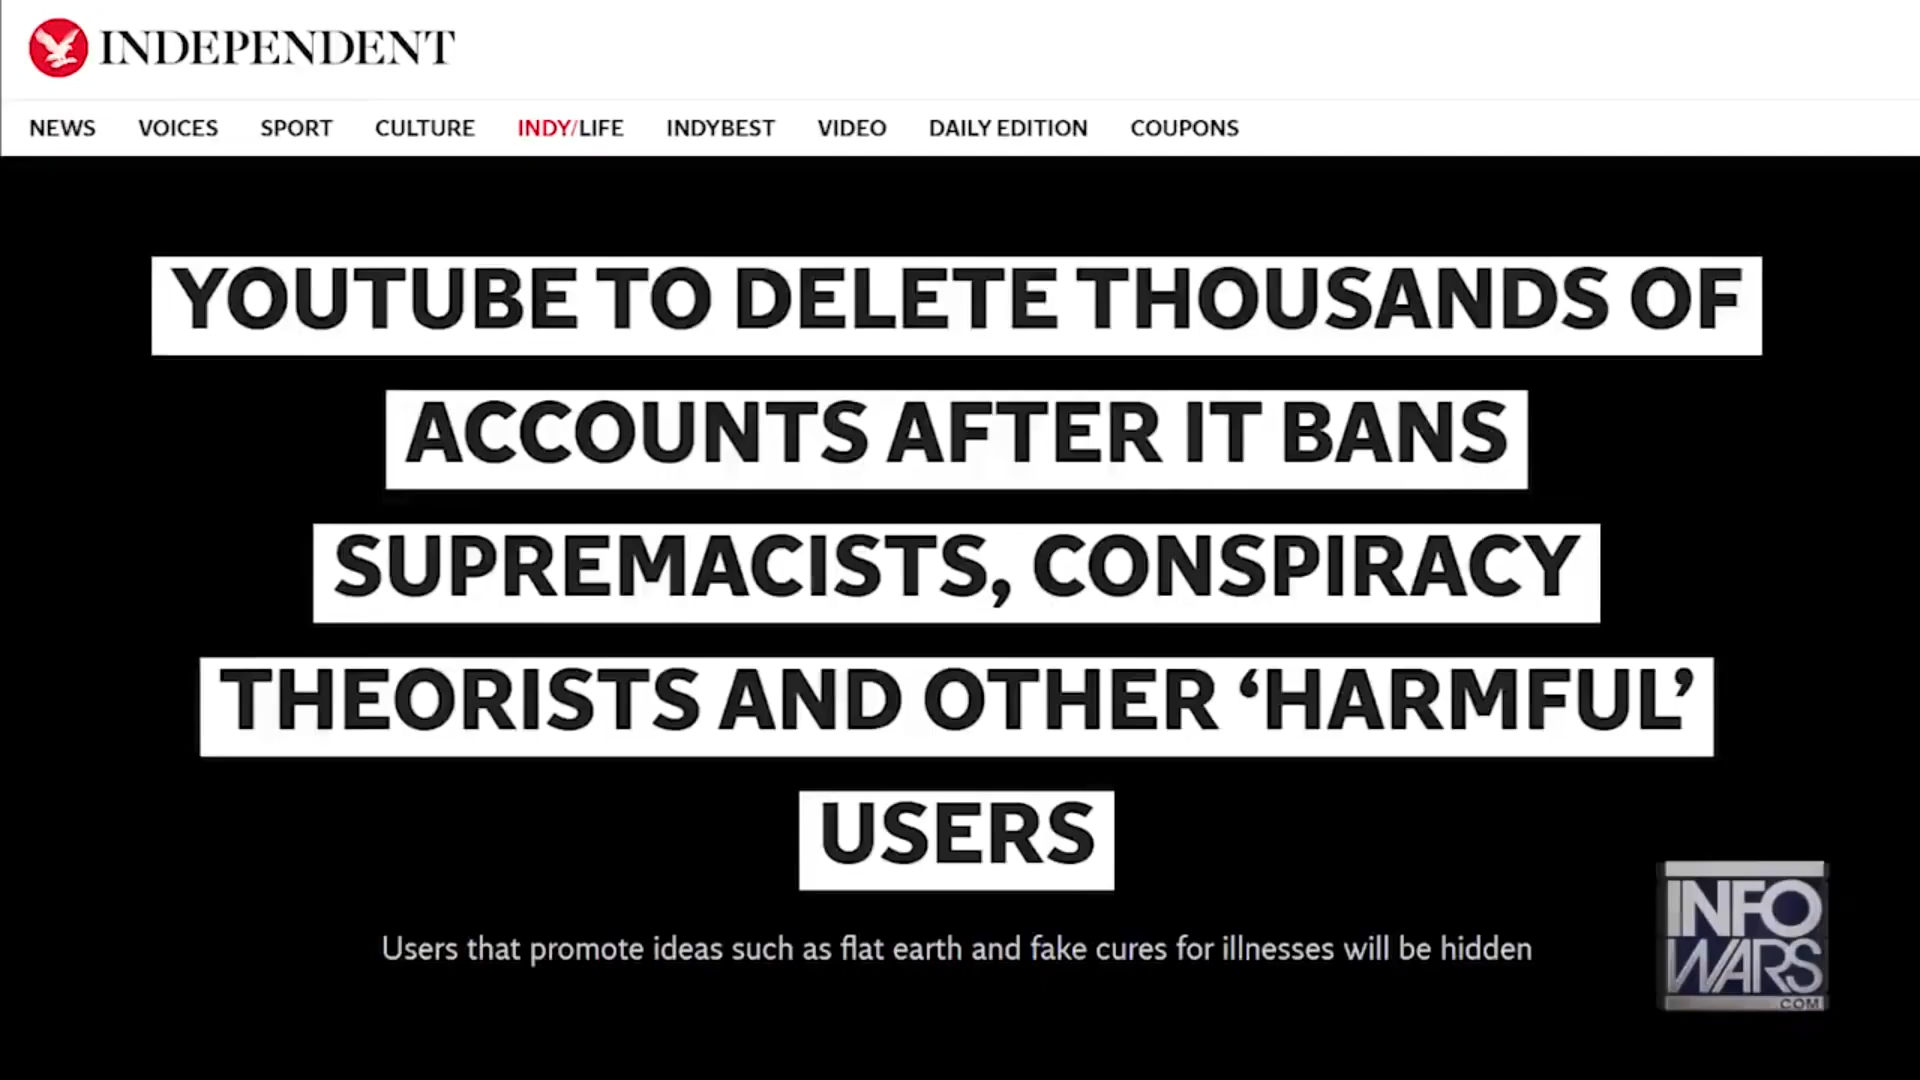 INDEPENDENT
NEWS VOICES SPORT CULTURE INDY/LIFE INDYBEST VIDEO DAILY EDITION COUPONS
YOUTUBE TO DELETE THOUSANDS OF
ACCOUNTS AFTER IT BANS
SUPREMACISTS, CONSPIRACY
THEORISTS AND OTHER ‘HARMFUL’
USERS
Users that promote ideas such as flat earth and fake cures for illnesses will be hidden
INFO
WARS
.COM